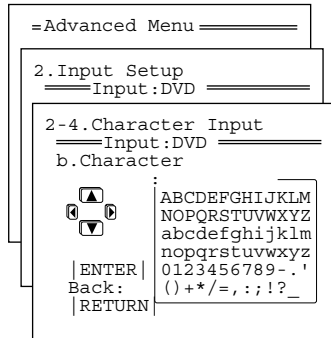 Advanced Menu
2.Input Setup
Input:DVD
2-4.Character Input
Input:DVD
b.Character
:
ABCDEFGHIJKLM
NOPQRSTUVWXYZ
abcdefghijklm
nopqrstuvwxyz
0123456789-.'
()+*/=,:;!?_
|ENTER|
Back:
|RETURN|